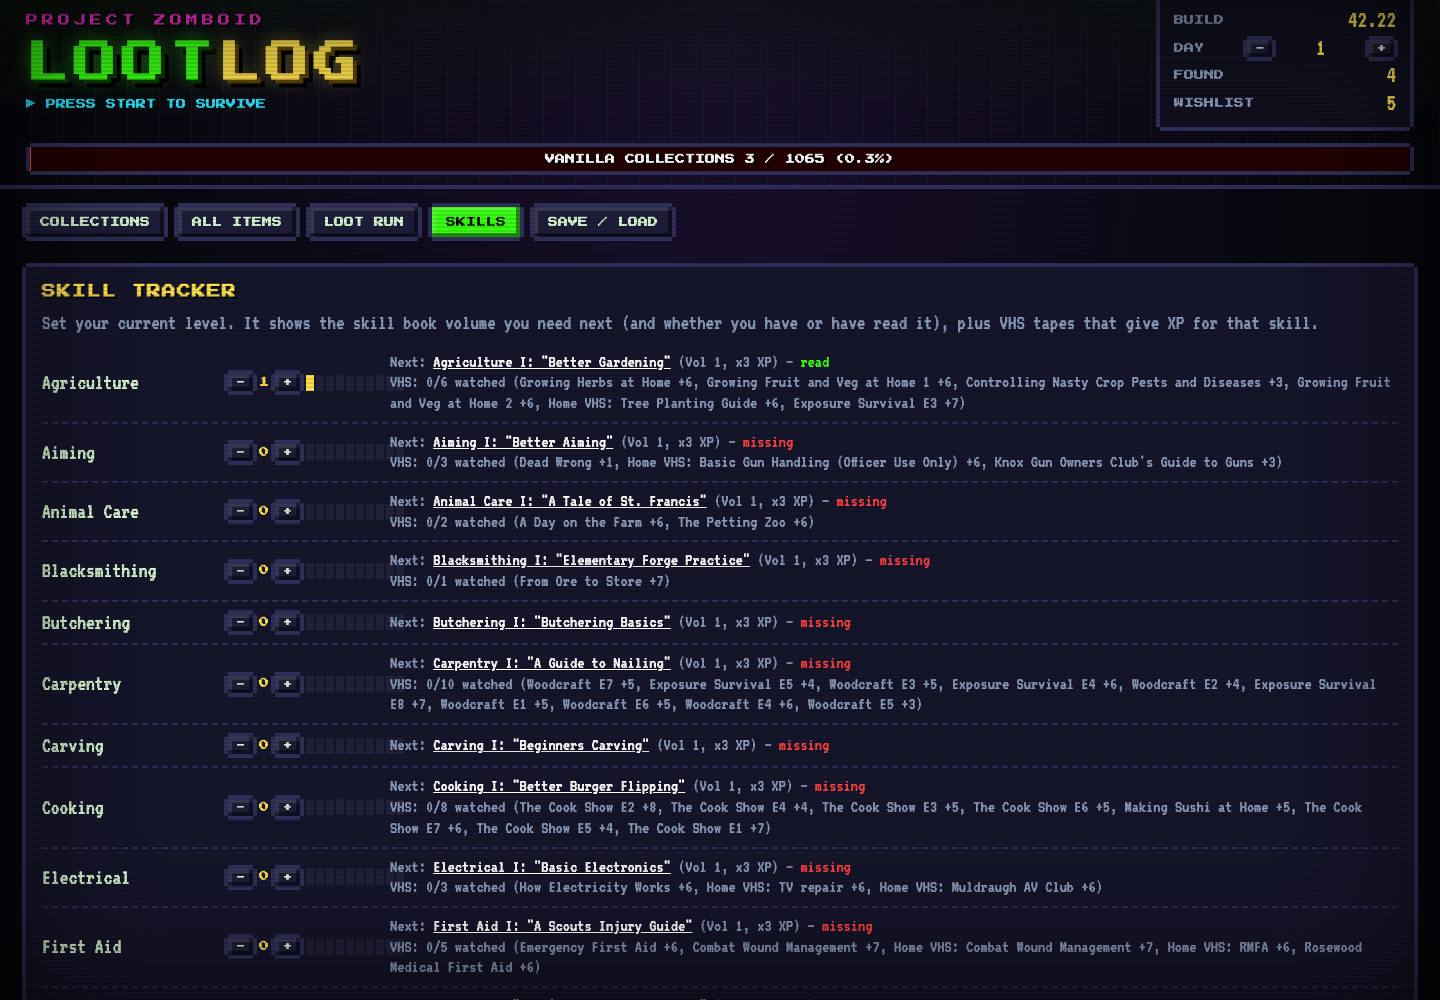 PROJECT ZOMBOID
LOOTLOG
► PRESS START TO SURVIVE
BUILD 42.22
DAY - 1 +
FOUND 4
WISHLIST 5
VANILLA COLLECTIONS 3 / 1065 (0.3%)
COLLECTIONS ALL ITEMS LOOT RUN SKILLS SAVE / LOAD
SKILL TRACKER
Set your current level. It shows the skill book volume you need next (and whether you have or have read it), plus VHS tapes that give XP for that skill.
Agriculture - 1 +
Next: Agriculture I: "Better Gardening" (Vol 1, x3 XP) - read
VHS: 0/6 watched (Growing Herbs at Home +6, Growing Fruit and Veg at Home 1 +6, Controlling Nasty Crop Pests and Diseases +3, Growing Fruit
and Veg at Home 2 +6, Home VHS: Tree Planting Guide +6, Exposure Survival E3 +7)
Aiming - 0 +
Next: Aiming I: "Better Aiming" (Vol 1, x3 XP) - missing
VHS: 0/3 watched (Dead Wrong +1, Home VHS: Basic Gun Handling (Officer Use Only) +6, Knox Gun Owners Club's Guide to Guns +3)
Animal Care - 0 +
Next: Animal Care I: "A Tale of St. Francis" (Vol 1, x3 XP) - missing
VHS: 0/2 watched (A Day on the Farm +6, The Petting Zoo +6)
Blacksmithing - 0 +
Next: Blacksmithing I: "Elementary Forge Practice" (Vol 1, x3 XP) - missing
VHS: 0/1 watched (From Ore to Store +7)
Butchering - 0 +
Next: Butchering I: "Butchering Basics" (Vol 1, x3 XP) - missing
Carpentry - 0 +
Next: Carpentry I: "A Guide to Nailing" (Vol 1, x3 XP) - missing
VHS: 0/10 watched (Woodcraft E7 +5, Exposure Survival E5 +4, Woodcraft E3 +5, Exposure Survival E4 +6, Woodcraft E2 +4, Exposure Survival
E8 +7, Woodcraft E1 +5, Woodcraft E6 +5, Woodcraft E4 +6, Woodcraft E5 +3)
Carving - 0 +
Next: Carving I: "Beginners Carving" (Vol 1, x3 XP) - missing
Cooking - 0 +
Next: Cooking I: "Better Burger Flipping" (Vol 1, x3 XP) - missing
VHS: 0/8 watched (The Cook Show E2 +8, The Cook Show E4 +4, The Cook Show E3 +5, The Cook Show E6 +5, Making Sushi at Home +5, The Cook
Show E7 +6, The Cook Show E5 +4, The Cook Show E1 +7)
Electrical - 0 +
Next: Electrical I: "Basic Electronics" (Vol 1, x3 XP) - missing
VHS: 0/3 watched (How Electricity Works +6, Home VHS: TV repair +6, Home VHS: Muldraugh AV Club +6)
First Aid - 0 +
Next: First Aid I: "A Scouts Injury Guide" (Vol 1, x3 XP) - missing
VHS: 0/5 watched (Emergency First Aid +6, Combat Wound Management +7, Home VHS: Combat Wound Management +7, Home VHS: RMFA +6, Rosewood
Medical First Aid +6)